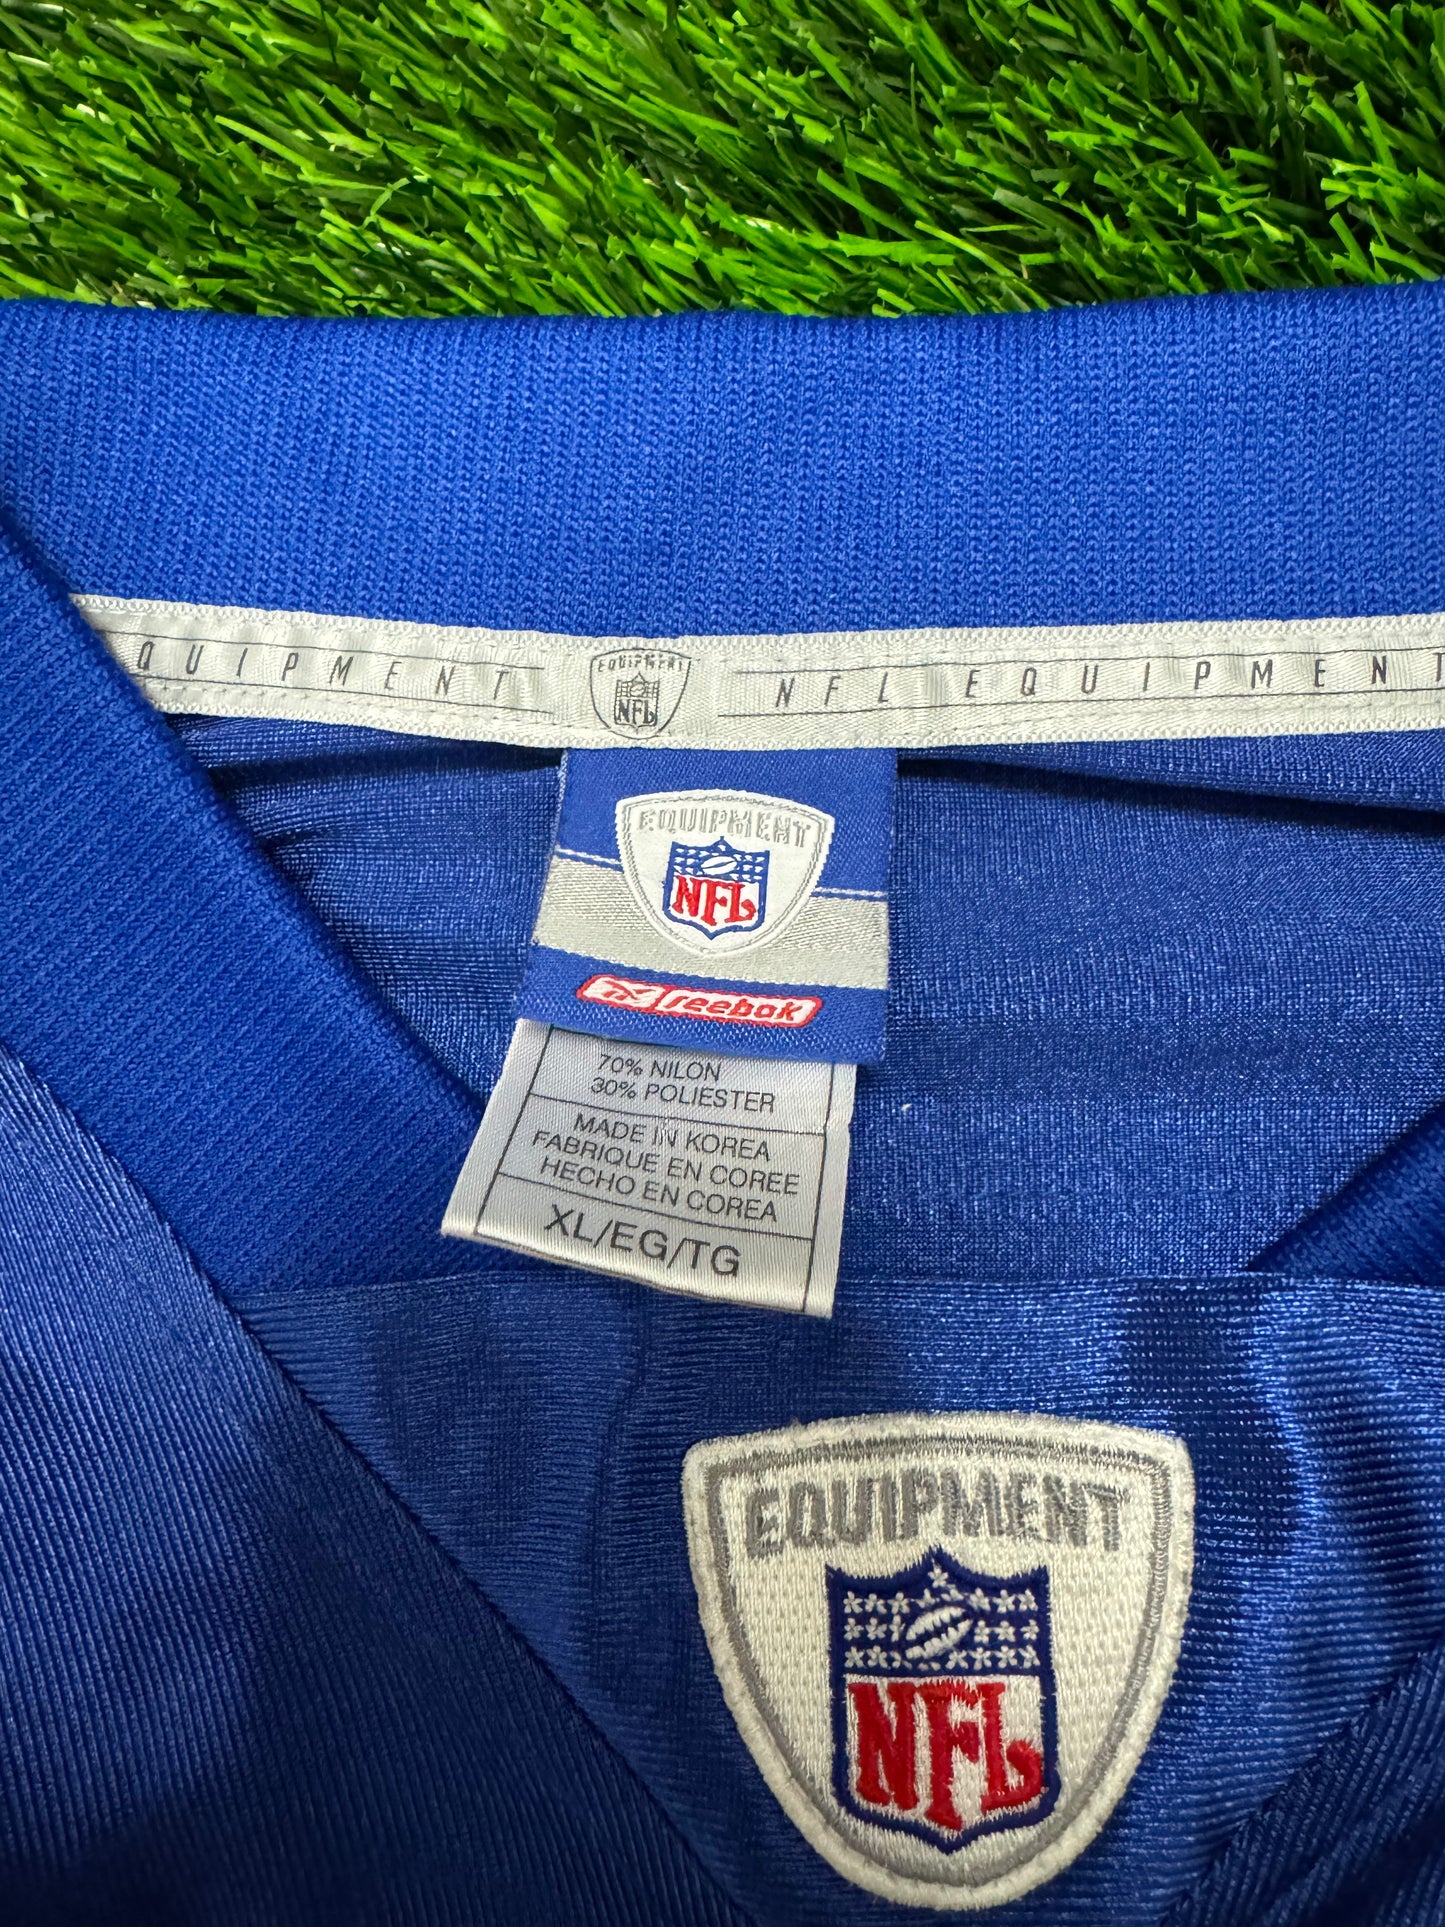 QUIPMENT
EQUIPMENT
NFL
NFL EQUIPMENT
EQUIPMENT
NFL
Reebok
70% NILON
30% POLIESTER
MADE IN KOREA
FABRIQUE EN COREE
HECHO EN COREA
XL/EG/TG
EQUIPMENT
NFL